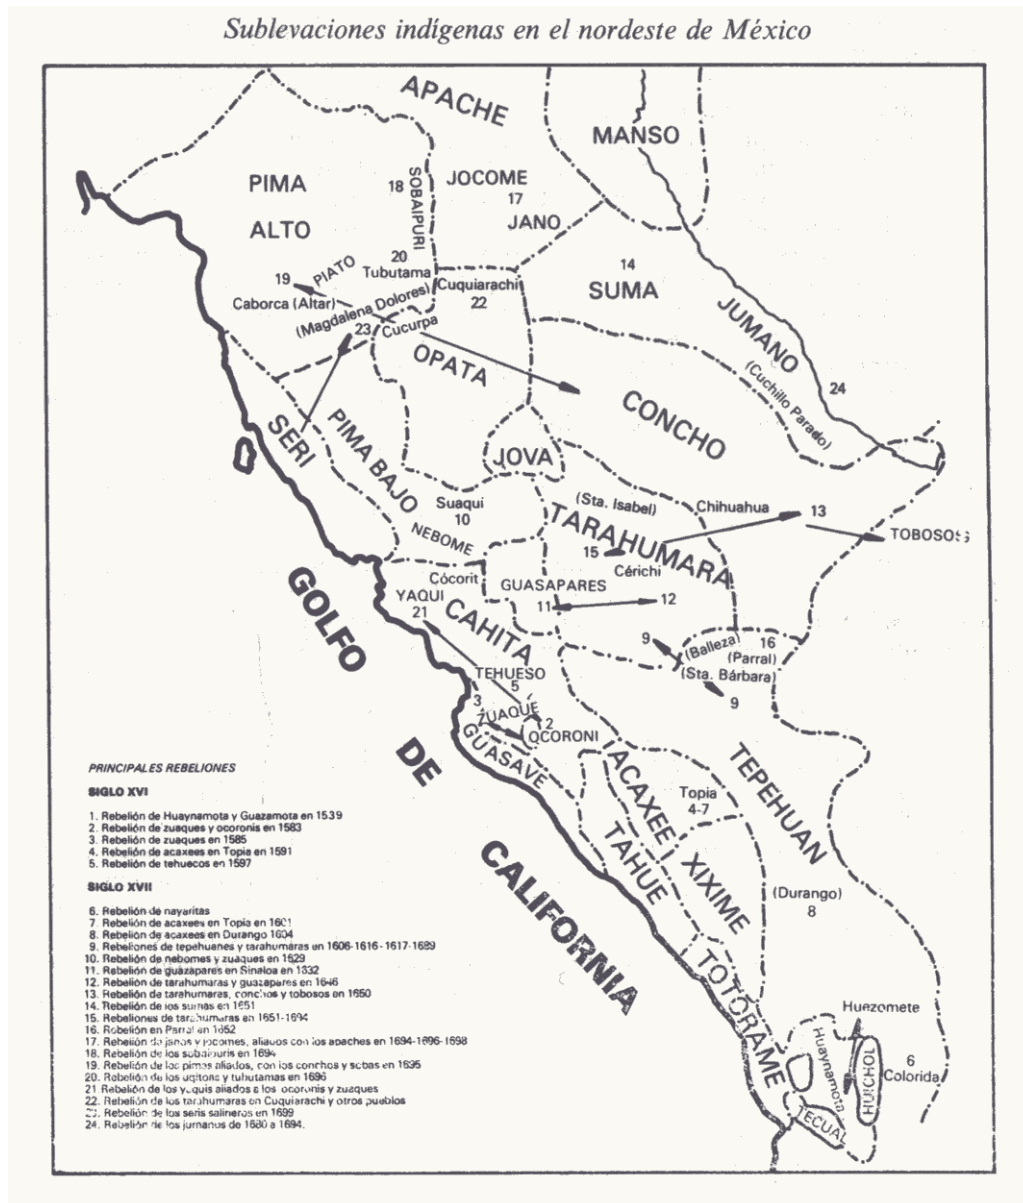 Sublevaciones indígenas en el nordeste de México
APACHE
MANSO
PIMA
ALTO
18
SOBAIPURI
JOCOME
17
JANO
20
Tubutama
19
PIATO
Caborca (Altar)
(Magdalena Dolores)
Cuquiarachi
22
23
Cucurpa
14
SUMA
JUMANO
24
(Cuchillo Parado)
OPATA
CONCHO
SERI
PIMA BAJO
JOVA
Suaqui
10
NEBOME
(Sta. Isabel)
TARAHUMARA
Chihuahua
13
TOBOSOS
15
Cérichi
Cócorit
GUASAPARES
YAQUI
21
11
12
CAHITA
9
(Balleza)
16
(Parral)
(Sta. Bárbara)
9
TEHUESO
5
3
ZUAQUE
2
OCORONI
GUASAVE
ACAXEE
Topia
4-7
TEPEHUAN
TAHUE
XIXIME
(Durango)
8
TOTORAME
Huezomete
Huaynamota
HUICHOL
6
Colorida
TECUAL
GOLFO
DE
CALIFORNIA
PRINCIPALES REBELIONES
SIGLO XVI
1. Rebelión de Huaynamota y Guazamota en 1539
2. Rebelión de zuaques y ocoronis en 1583
3. Rebelión de zuaques en 1585
4. Rebelión de acaxees en Topia en 1591
5. Rebelión de tehuecos en 1597
SIGLO XVII
6. Rebelión de nayaritas
7. Rebelión de acaxees en Topia en 1601
8. Rebelión de acaxees en Durango 1604
9. Rebeliones de tepehuanes y tarahumaras en 1606-1616-1617-1689
10. Rebelión de nebomes y zuaques en 1629
11. Rebelión de guazapares en Sinaloa en 1632
12. Rebelión de tarahumaras y guazapares en 1646
13. Rebelión de tarahumares, conchos y tobosos en 1650
14. Rebelión de los sumas en 1651
15. Rebeliones de tarahumaras en 1651-1694
16. Rebelión en Parral en 1652
17. Rebelión de janos y jocomes, aliados con los apaches en 1694-1696-1698
18. Rebelión de los sobaipuris en 1694
19. Rebelión de los pimas aliados, con los conchos y sobas en 1695
20. Rebelión de los y tubutamas en 1696
21 Rebelión de los yaquis aliados a los ocoronis y zuaques
22. Rebelión de los tarahumaras en Cuquiarachi y otros pueblos
23. Rebelión de los seris salineros en 1699
24. Rebelión de los jumanos de 1680 a 1694.